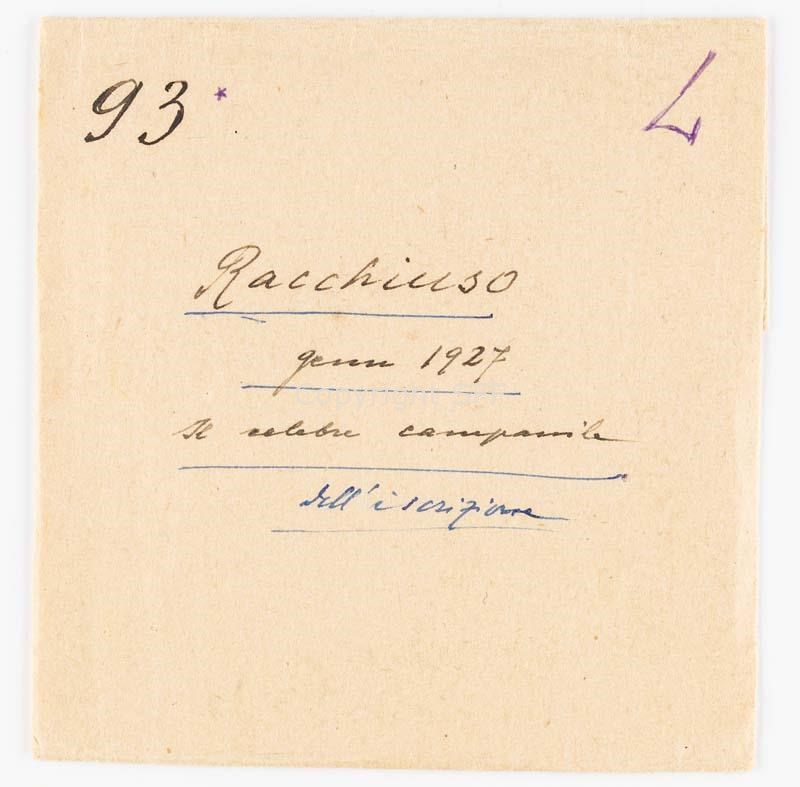 93 * L
Racchiuso
genn 1927
Il celebre campanile
dell'iscrizione